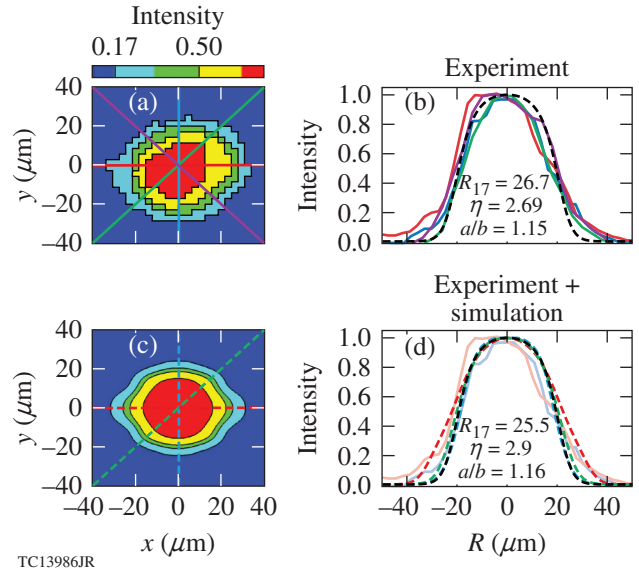 Intensity
0.17 0.50
(a)
40
20
0
–20
–40
y (μm)
Experiment
(b)
1.0
0.8
0.6
0.4
0.2
0.0
Intensity
R17 = 26.7
η = 2.69
a/b = 1.15
–40 0 40
(c)
40
20
0
–20
–40
y (μm)
–40 –20 0 20 40
x (μm)
Experiment +
simulation
(d)
1.0
0.8
0.6
0.4
0.2
0.0
Intensity
R17 = 25.5
η = 2.9
a/b = 1.16
–40 0 40
R (μm)
TC13986JR